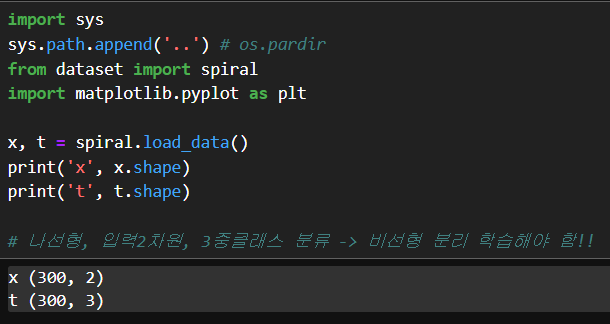 import sys
sys.path.append('..') # os.pardir
from dataset import spiral
import matplotlib.pyplot as plt
x, t = spiral.load_data()
print('x', x.shape)
print('t', t.shape)
# 나선형, 입력2차원, 3중클래스 분류 -> 비선형 분리 학습해야 함!!
x (300, 2)
t (300, 3)